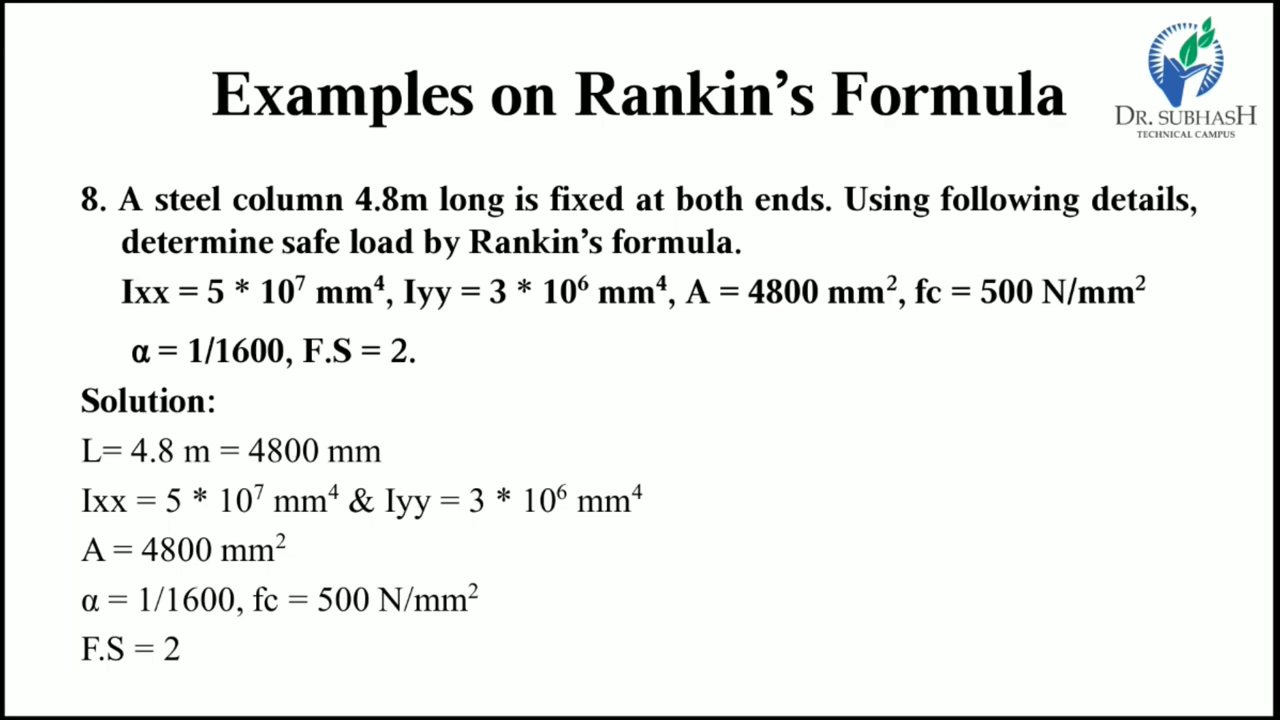 Examples on Rankin’s Formula
DR. SUBHASH
TECHNICAL CAMPUS
8. A steel column 4.8m long is fixed at both ends. Using following details,
determine safe load by Rankin’s formula.
Ixx = 5 * 10⁷ mm⁴, Iyy = 3 * 10⁶ mm⁴, A = 4800 mm², fc = 500 N/mm²
α = 1/1600, F.S = 2.
Solution:
L= 4.8 m = 4800 mm
Ixx = 5 * 10⁷ mm⁴ & Iyy = 3 * 10⁶ mm⁴
A = 4800 mm²
α = 1/1600, fc = 500 N/mm²
F.S = 2